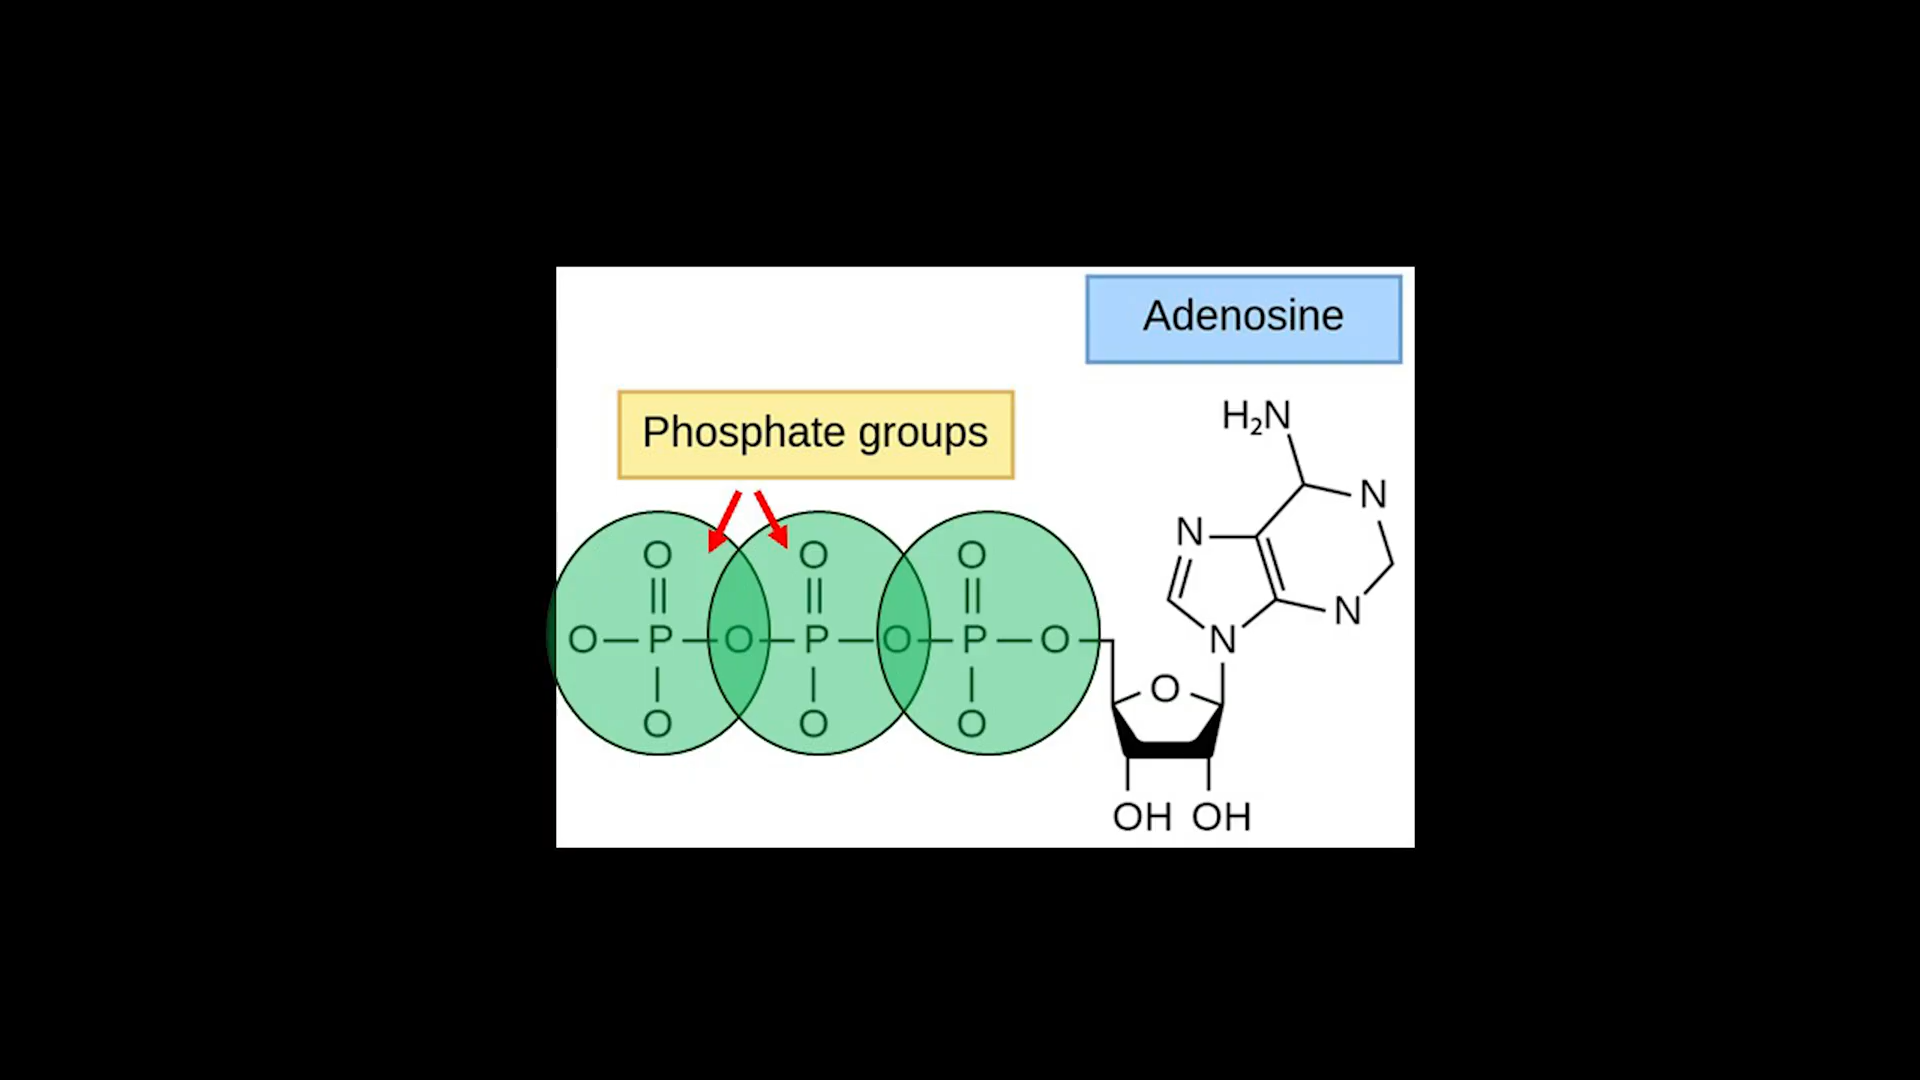 Adenosine
Phosphate groups
H₂N
N
N
O O O
N
O P O P O P O
N
O
O O O
OH OH